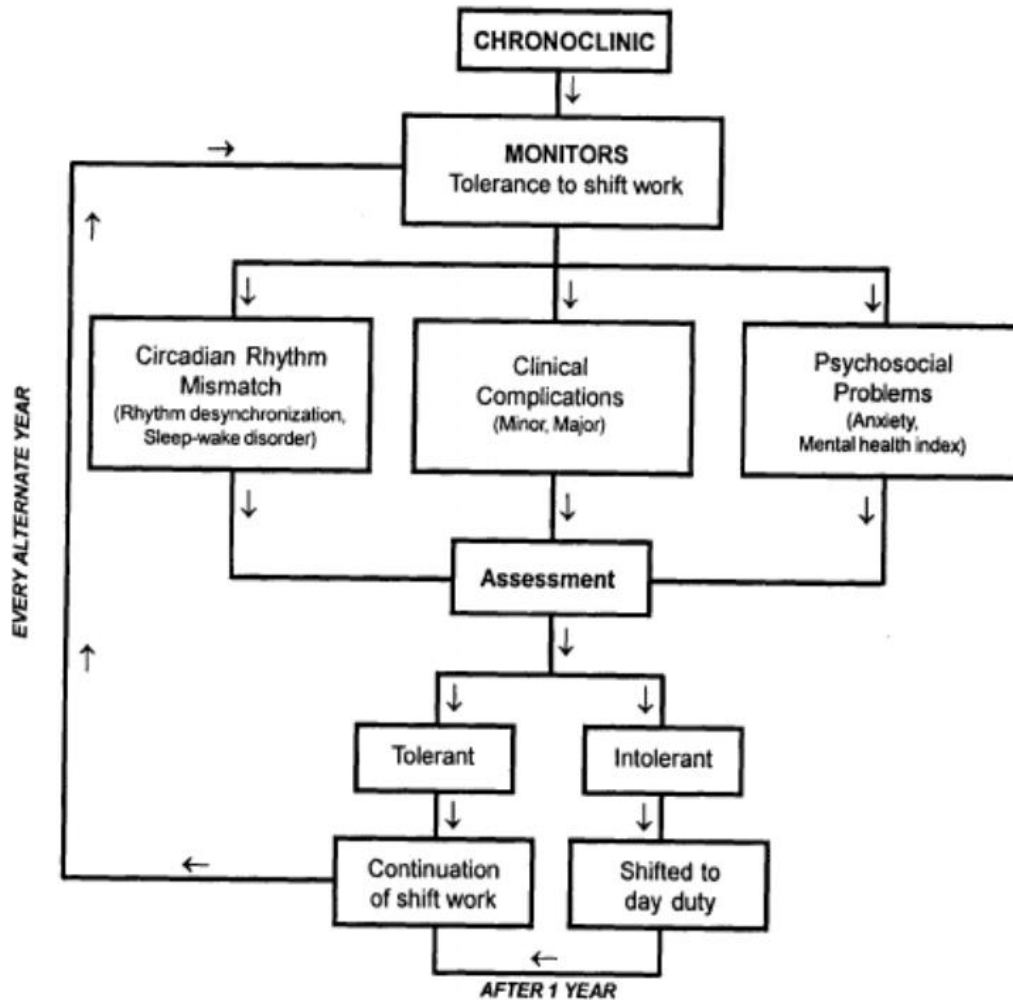 CHRONOCLINIC
MONITORS
Tolerance to shift work
Circadian Rhythm
Mismatch
(Rhythm desynchronization,
Sleep-wake disorder)
Clinical
Complications
(Minor, Major)
Psychosocial
Problems
(Anxiety,
Mental health index)
EVERY ALTERNATE YEAR
Assessment
Tolerant
Intolerant
Continuation
of shift work
Shifted to
day duty
AFTER 1 YEAR